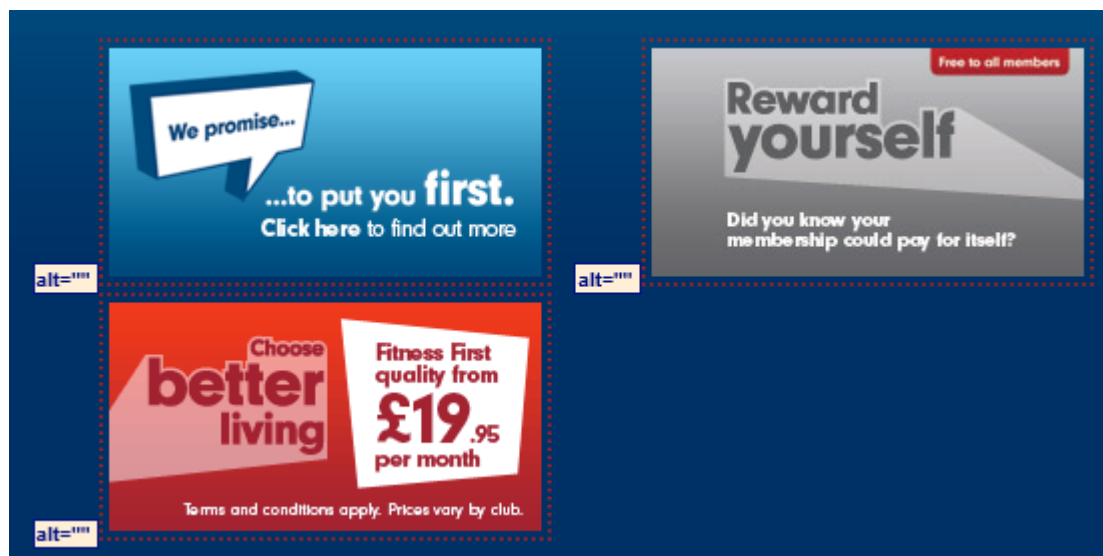 We promise...
...to put you first.
Click here to find out more
alt=""
Free to all members
Reward
yourself
Did you know your
membership could pay for itself?
alt=""
Choose
better
living
Fitness First
quality from
£19.95
per month
Terms and conditions apply. Prices vary by club.
alt=""